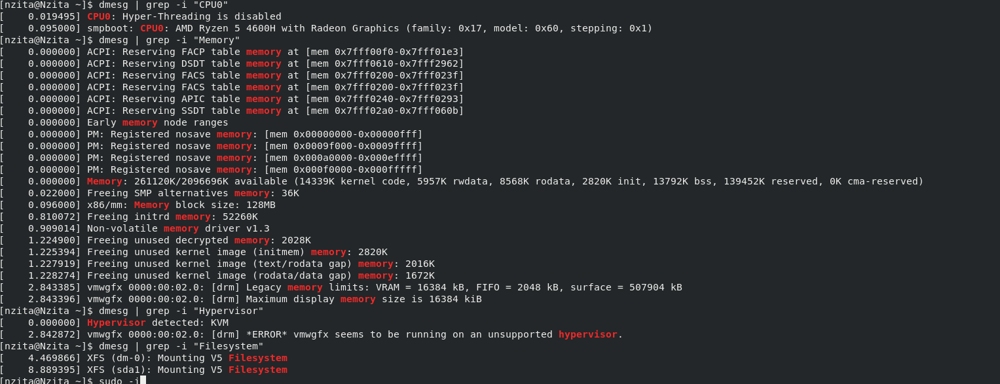 [nzita@Nzita ~]$ dmesg | grep -i "CPU0"
[    0.019495] CPU0: Hyper-Threading is disabled
[    0.095000] smpboot: CPU0: AMD Ryzen 5 4600H with Radeon Graphics (family: 0x17, model: 0x60, stepping: 0x1)
[nzita@Nzita ~]$ dmesg | grep -i "Memory"
[    0.000000] ACPI: Reserving FACP table memory at [mem 0x7fff00f0-0x7fff01e3]
[    0.000000] ACPI: Reserving DSDT table memory at [mem 0x7fff0610-0x7fff2962]
[    0.000000] ACPI: Reserving FACS table memory at [mem 0x7fff0200-0x7fff023f]
[    0.000000] ACPI: Reserving FACS table memory at [mem 0x7fff0200-0x7fff023f]
[    0.000000] ACPI: Reserving APIC table memory at [mem 0x7fff0240-0x7fff0293]
[    0.000000] ACPI: Reserving SSDT table memory at [mem 0x7fff02a0-0x7fff060b]
[    0.000000] Early memory node ranges
[    0.000000] PM: Registered nosave memory: [mem 0x00000000-0x00000fff]
[    0.000000] PM: Registered nosave memory: [mem 0x0009f000-0x0009ffff]
[    0.000000] PM: Registered nosave memory: [mem 0x000a0000-0x000effff]
[    0.000000] PM: Registered nosave memory: [mem 0x000f0000-0x000fffff]
[    0.000000] Memory: 261120K/2096696K available (14339K kernel code, 5957K rwdata, 8568K rodata, 2820K init, 13792K bss, 139452K reserved, 0K cma-reserved)
[    0.022000] Freeing SMP alternatives memory: 36K
[    0.096000] x86/mm: Memory block size: 128MB
[    0.810072] Freeing initrd memory: 52260K
[    0.909014] Non-volatile memory driver v1.3
[    1.224900] Freeing unused decrypted memory: 2028K
[    1.225394] Freeing unused kernel image (initmem) memory: 2820K
[    1.227919] Freeing unused kernel image (text/rodata gap) memory: 2016K
[    1.228274] Freeing unused kernel image (rodata/data gap) memory: 1672K
[    2.843385] vmwgfx 0000:00:02.0: [drm] Legacy memory limits: VRAM = 16384 kB, FIFO = 2048 kB, surface = 507904 kB
[    2.843396] vmwgfx 0000:00:02.0: [drm] Maximum display memory size is 16384 kiB
[nzita@Nzita ~]$ dmesg | grep -i "Hypervisor"
[    0.000000] Hypervisor detected: KVM
[    2.842872] vmwgfx 0000:00:02.0: [drm] *ERROR* vmwgfx seems to be running on an unsupported hypervisor.
[nzita@Nzita ~]$ dmesg | grep -i "Filesystem"
[    4.469866] XFS (dm-0): Mounting V5 Filesystem
[    8.889395] XFS (sda1): Mounting V5 Filesystem
[nzita@Nzita ~]$ sudo -i